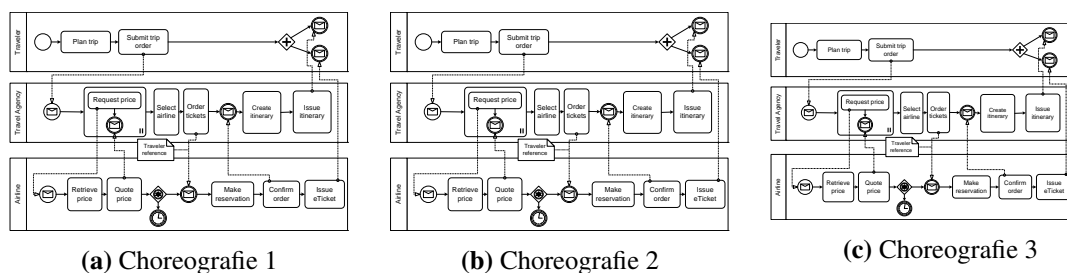 Traveler
Plan trip
Submit trip
order
Travel Agency
Request price
Select
airline
Order
tickets
Create
itinerary
Issue
itinerary
Traveler
reference
Airline
Retrieve
price
Quote
price
Make
reservation
Confirm
order
Issue
eTicket
(a) Choreografie 1
Traveler
Plan trip
Submit trip
order
Travel Agency
Request price
Select
airline
Order
tickets
Create
itinerary
Issue
itinerary
Traveler
reference
Airline
Retrieve
price
Quote
price
Make
reservation
Confirm
order
Issue
eTicket
(b) Choreografie 2
Traveler
Plan trip
Submit trip
order
Travel Agency
Request price
Select
airline
Order
tickets
Create
itinerary
Issue
itinerary
Traveler
reference
Airline
Retrieve
price
Quote
price
Make
reservation
Confirm
order
Issue
eTicket
(c) Choreografie 3